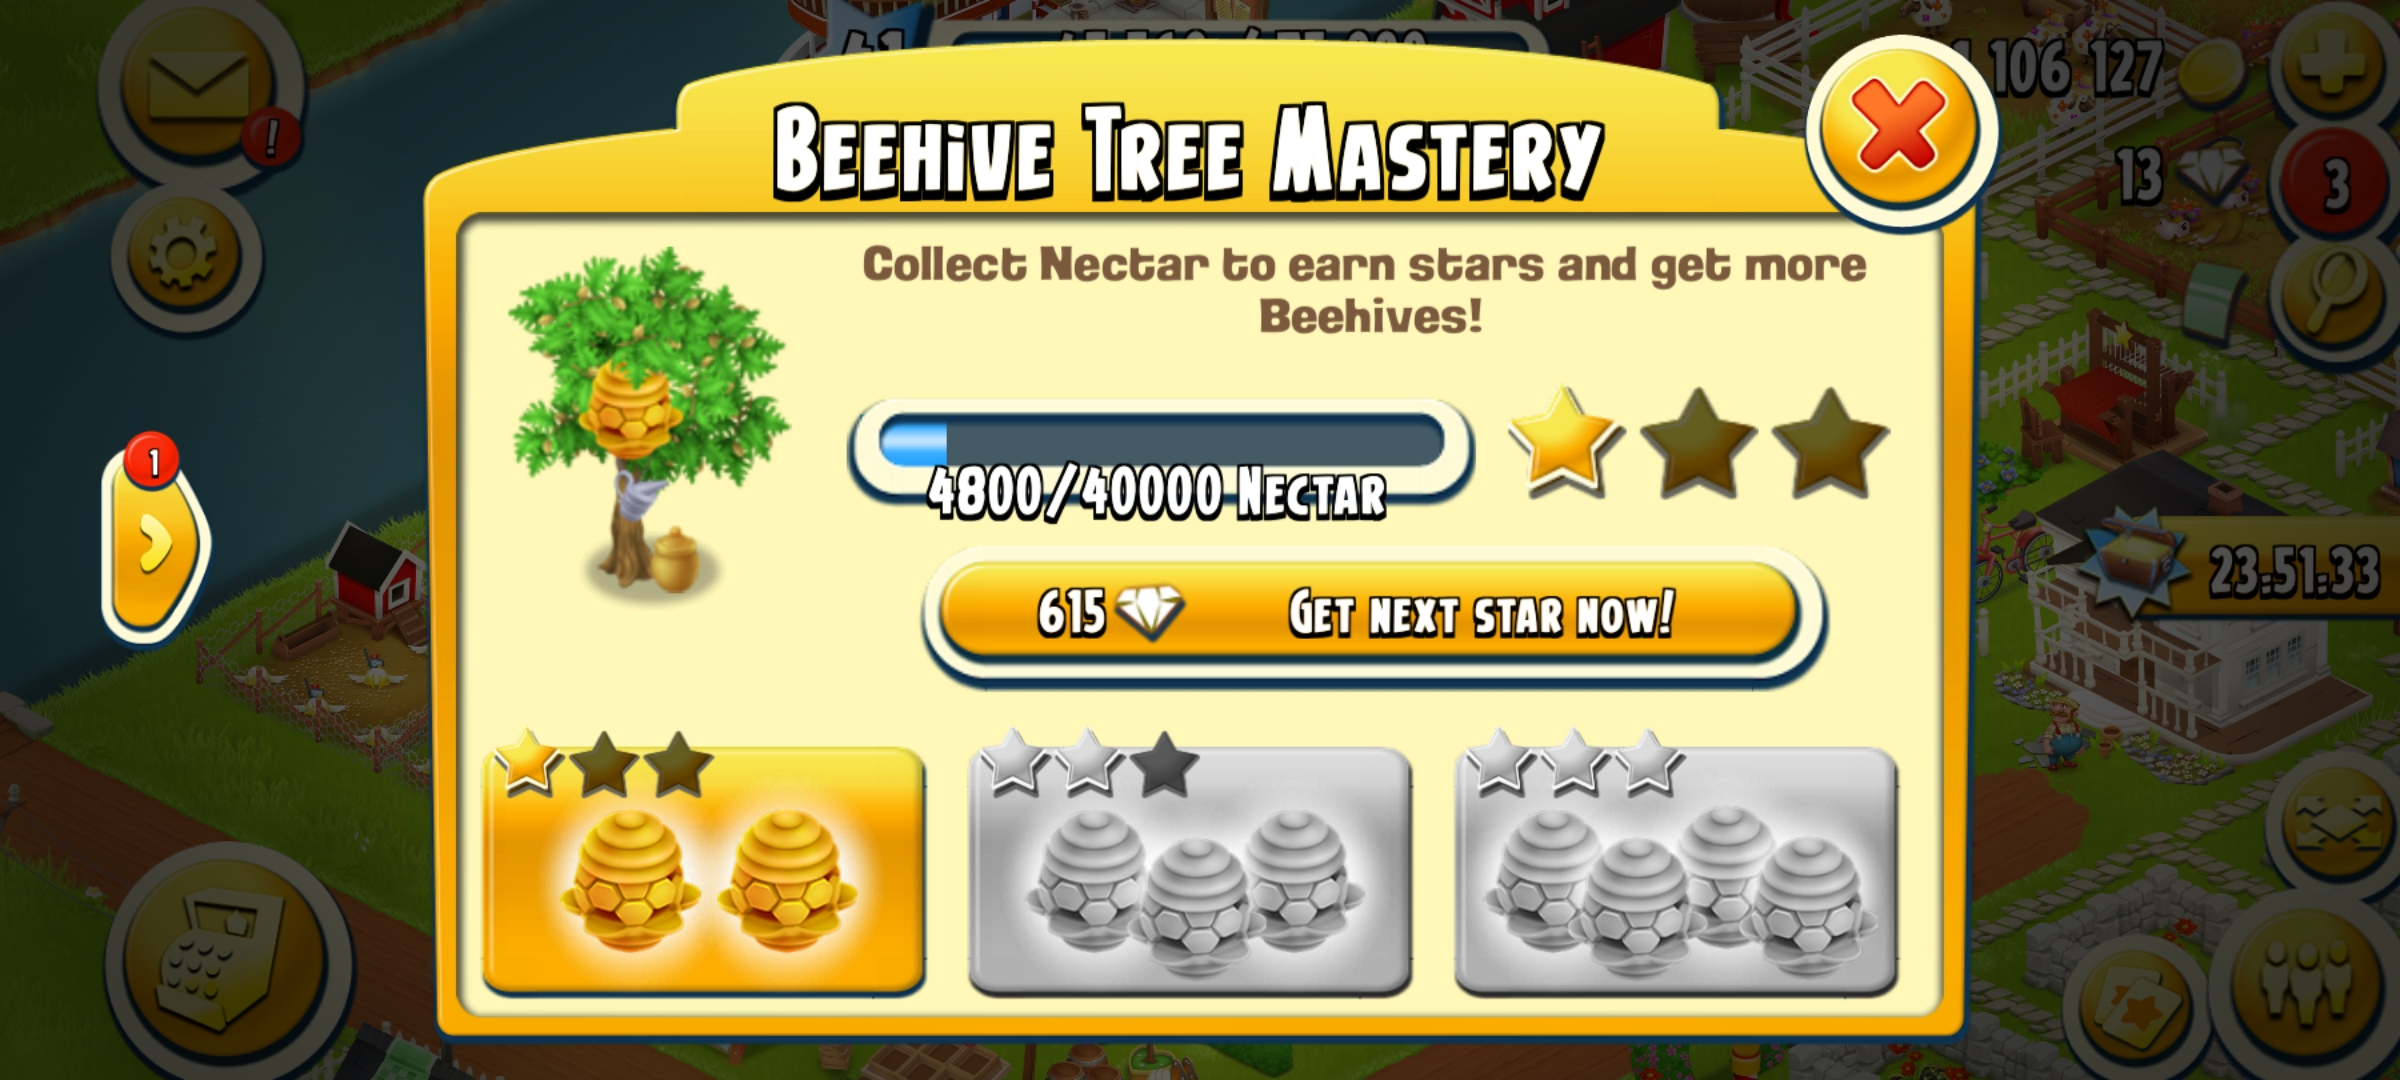 61
BEEHiVE TREE MASTERY
106 127
!
13
3
Collect Nectar to earn stars and get more
Beehives!
1
4800/40000 NECTAR
23:51:33
615 GET NEXT STAR NOW!